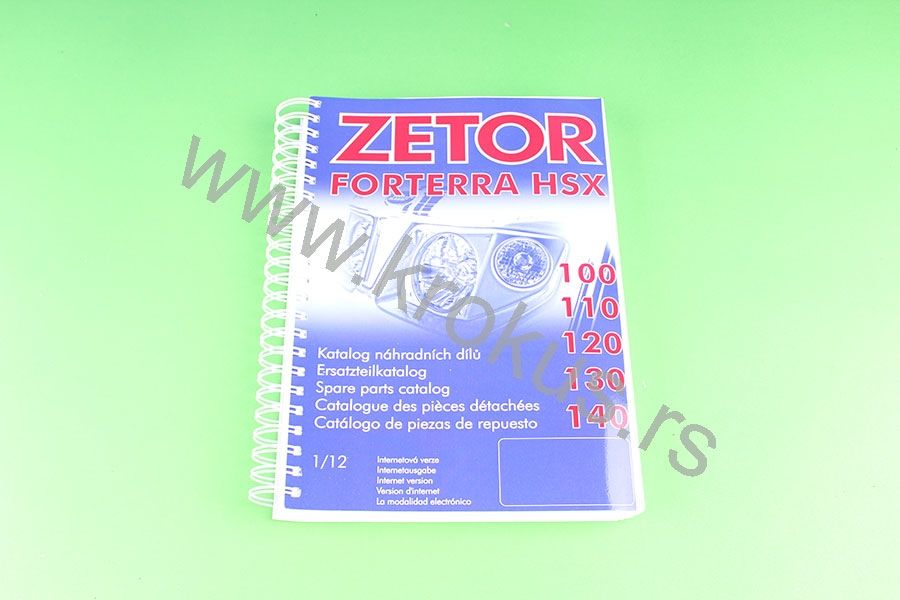 ZETOR
FORTERRA HSX
100
110
120
130
140
Katalog náhradních dílů
Ersatzteilkatalog
Spare parts catalog
Catalogue des pièces détachées
Catálogo de piezas de repuesto
1/12
Internetová verze
Internetausgabe
Internet version
Version d'internet
La modalidad electrónico
www.krokus.rs